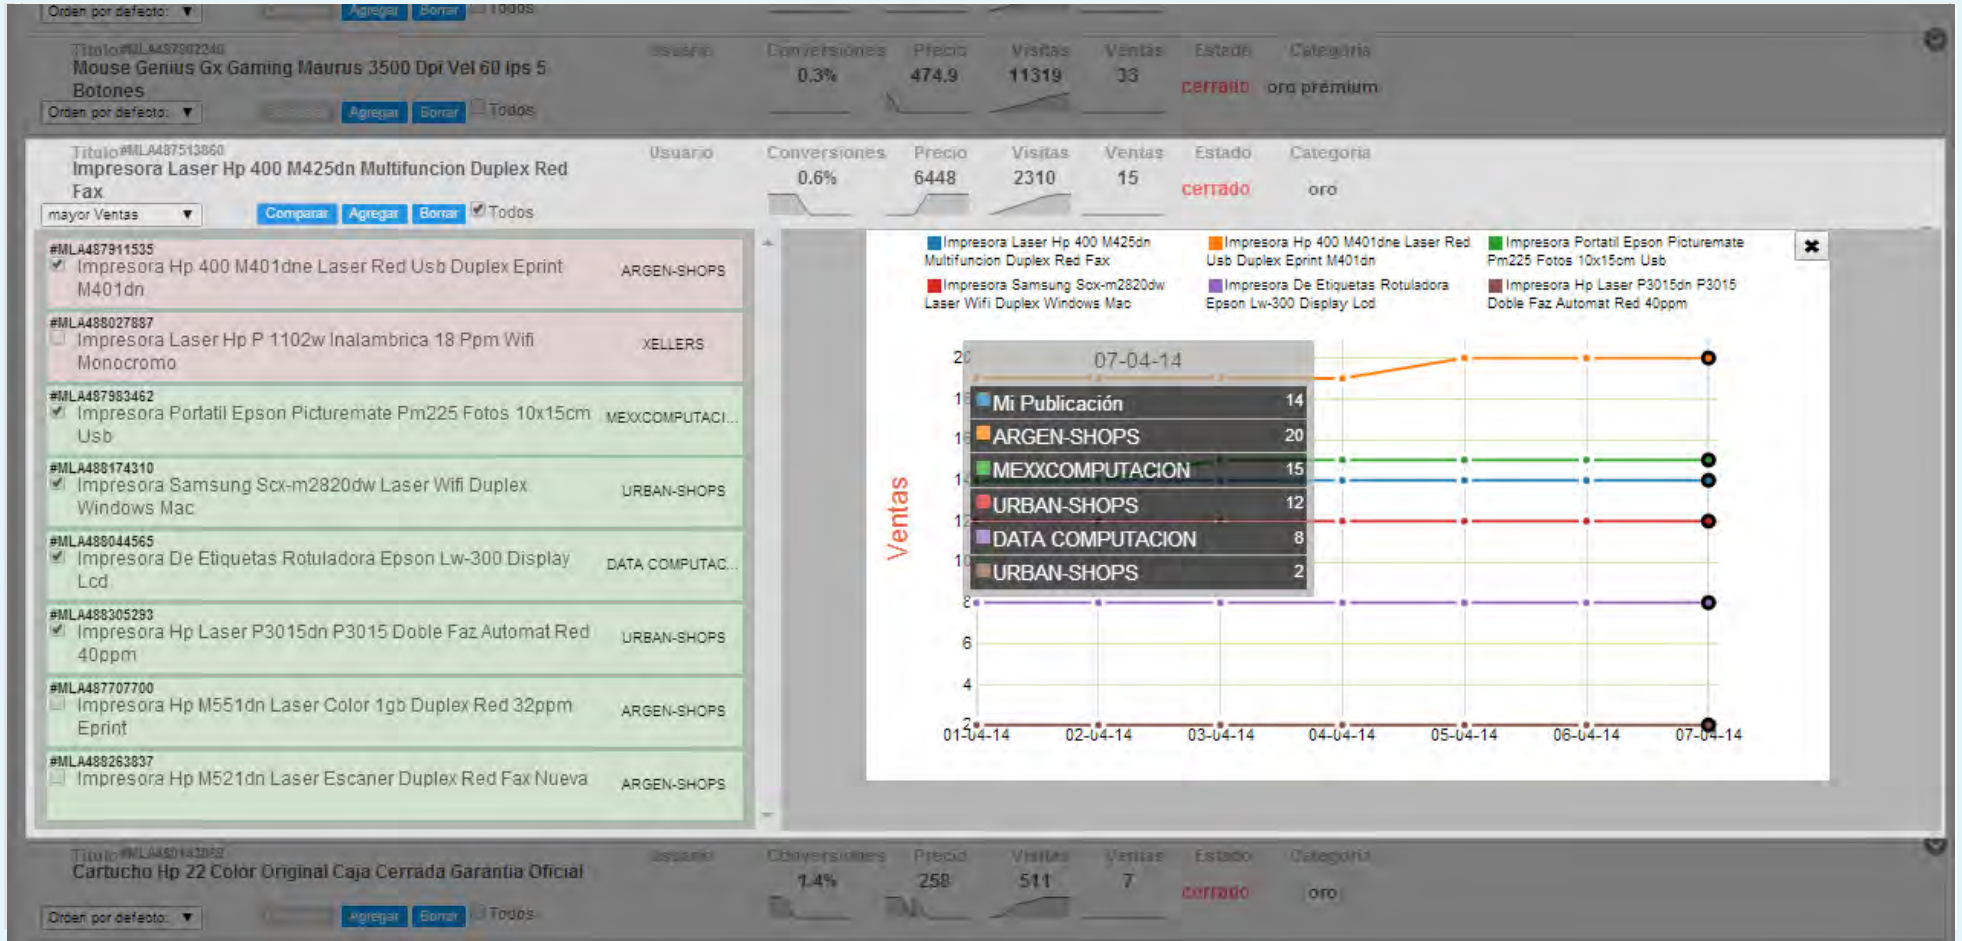 Orden por defecto: ▼ Agregar Borrar Todos
Titulo#MLA487902240 Usuario Conversiones Precio Visitas Ventas Estado Categoria
Mouse Genius Gx Gaming Maurus 3500 Dpi Vel 60 Ips 5
Botones
0.3% 474.9 11319 33 cerrado oro premium
Orden por defecto: ▼ Agregar Borrar Todos
Titulo#MLA487513860 Usuario Conversiones Precio Visitas Ventas Estado Categoria
Impresora Laser Hp 400 M425dn Multifuncion Duplex Red
Fax
0.6% 6448 2310 15 cerrado oro
mayor Ventas ▼ Comparar Agregar Borrar Todos
#MLA487911535
Impresora Hp 400 M401dne Laser Red Usb Duplex Eprint
M401dn
ARGEN-SHOPS
#MLA488027887
Impresora Laser Hp P 1102w Inalambrica 18 Ppm Wifi
Monocromo
XELLERS
#MLA487983462
Impresora Portatil Epson Picturemate Pm225 Fotos 10x15cm
Usb
MEXXCOMPUTACI...
#MLA488174310
Impresora Samsung Scx-m2820dw Laser Wifi Duplex
Windows Mac
URBAN-SHOPS
#MLA488044565
Impresora De Etiquetas Rotuladora Epson Lw-300 Display
Lcd
DATA COMPUTAC...
#MLA488305293
Impresora Hp Laser P3015dn P3015 Doble Faz Automat Red
40ppm
URBAN-SHOPS
#MLA487707700
Impresora Hp M551dn Laser Color 1gb Duplex Red 32ppm
Eprint
ARGEN-SHOPS
#MLA488263837
Impresora Hp M521dn Laser Escaner Duplex Red Fax Nueva
ARGEN-SHOPS
Impresora Laser Hp 400 M425dn
Multifuncion Duplex Red Fax
Impresora Hp 400 M401dne Laser Red
Usb Duplex Eprint M401dn
Impresora Portatil Epson Picturemate
Pm225 Fotos 10x15cm Usb
Impresora Samsung Scx-m2820dw
Laser Wifi Duplex Windows Mac
Impresora De Etiquetas Rotuladora
Epson Lw-300 Display Lcd
Impresora Hp Laser P3015dn P3015
Doble Faz Automat Red 40ppm
Ventas
07-04-14
Mi Publicación 14
ARGEN-SHOPS 20
MEXXCOMPUTACION 15
URBAN-SHOPS 12
DATA COMPUTACION 8
URBAN-SHOPS 2
20
12
10
8
6
4
2
01-04-14 02-04-14 03-04-14 04-04-14 05-04-14 06-04-14 07-04-14
Usuario Conversiones Precio Visitas Ventas Estado Categoria
Cartucho Hp 22 Color Original Caja Cerrada Garantia Oficial
1.4% 258 511 7 cerrado oro
Orden por defecto: ▼ Agregar Borrar Todos